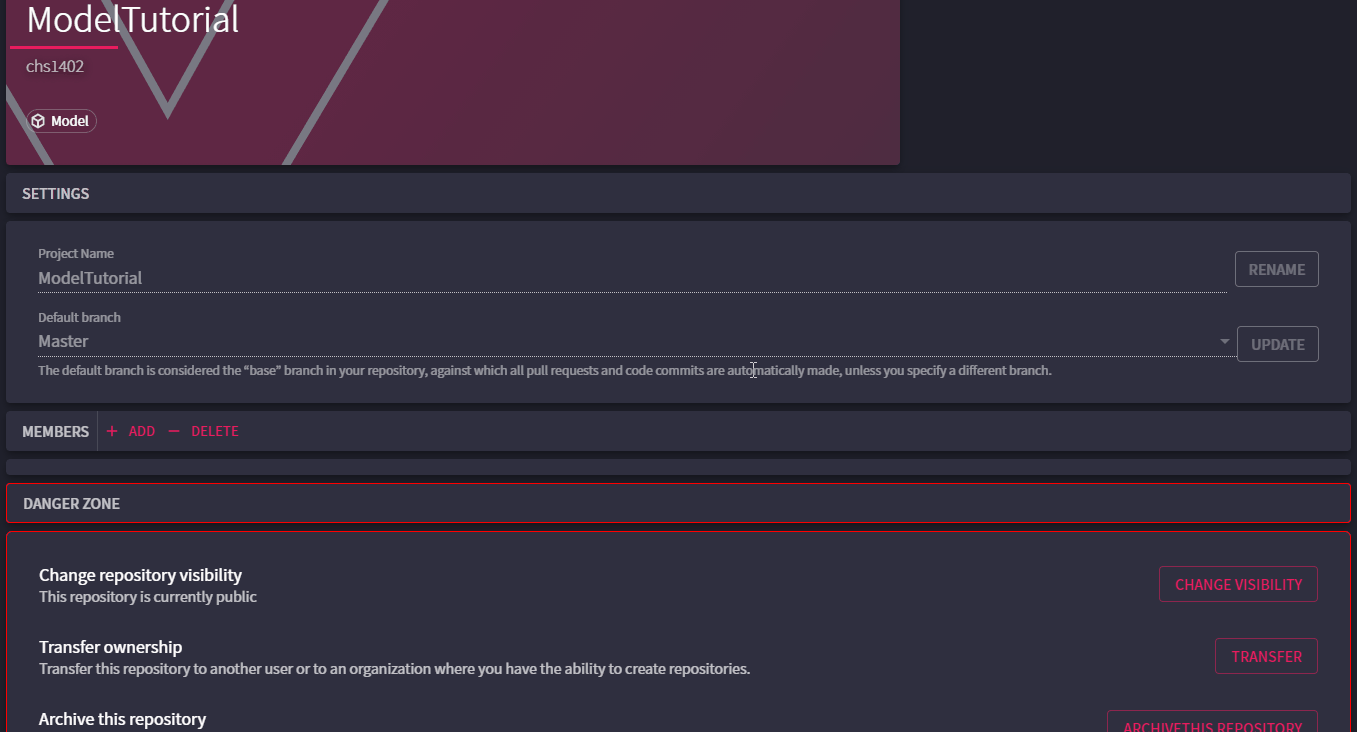 ModelTutorial
chs1402
Model
SETTINGS
Project Name
ModelTutorial
RENAME
Default branch
Master
UPDATE
The default branch is considered the “base” branch in your repository, against which all pull requests and code commits are automatically made, unless you specify a different branch.
MEMBERS + ADD − DELETE
DANGER ZONE
Change repository visibility
This repository is currently public
CHANGE VISIBILITY
Transfer ownership
Transfer this repository to another user or to an organization where you have the ability to create repositories.
TRANSFER
Archive this repository
ARCHIVETHIS REPOSITORY